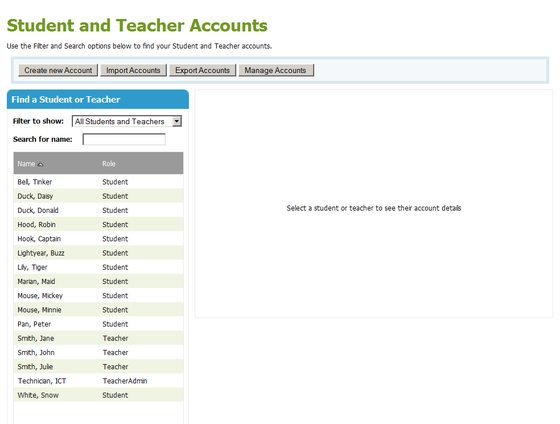 Student and Teacher Accounts
Use the Filter and Search options below to find your Student and Teacher accounts.
Create new Account Import Accounts Export Accounts Manage Accounts
Find a Student or Teacher
Filter to show: All Students and Teachers
Search for name:
Name Role
Bell, Tinker Student
Duck, Daisy Student
Duck, Donald Student
Hood, Robin Student
Hook, Captain Student
Lightyear, Buzz Student
Lily, Tiger Student
Marian, Maid Student
Mouse, Mickey Student
Mouse, Minnie Student
Pan, Peter Student
Smith, Jane Teacher
Smith, John Teacher
Smith, Julie Teacher
Technician, ICT TeacherAdmin
White, Snow Student
Select a student or teacher to see their account details